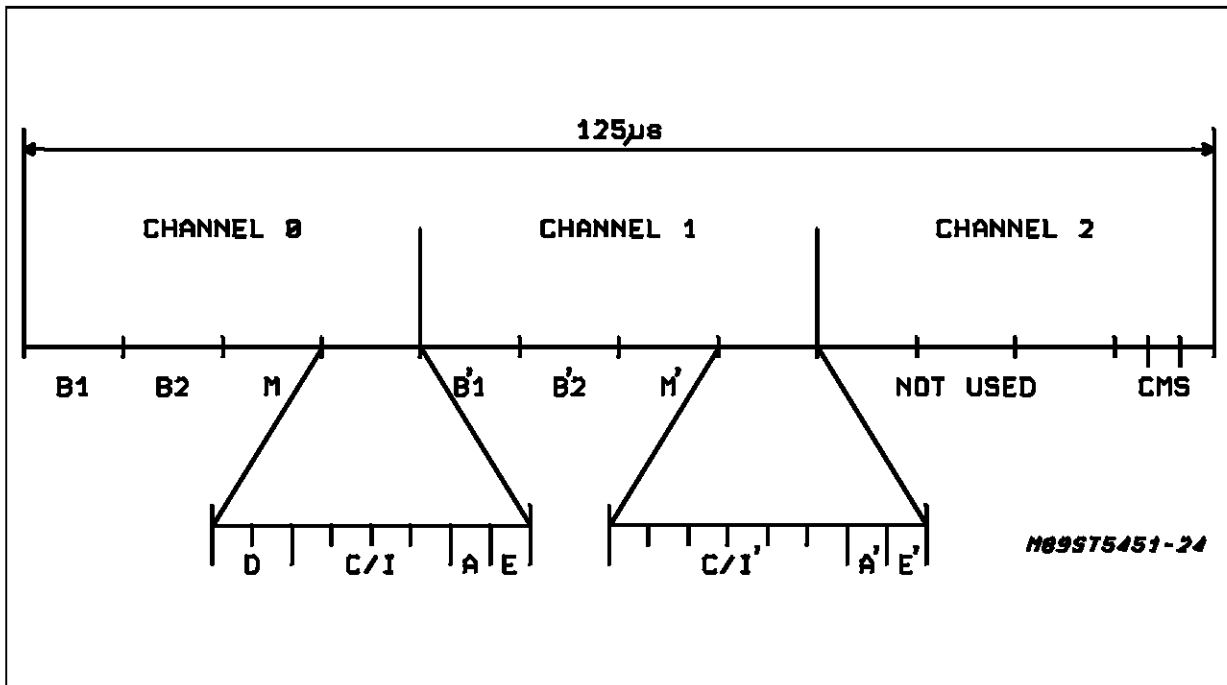 125µs
CHANNEL 0 CHANNEL 1 CHANNEL 2
B1 B2 M B'1 B'2 M' NOT USED CMS
D C/I A E C/I' A' E'
M89ST5451-24